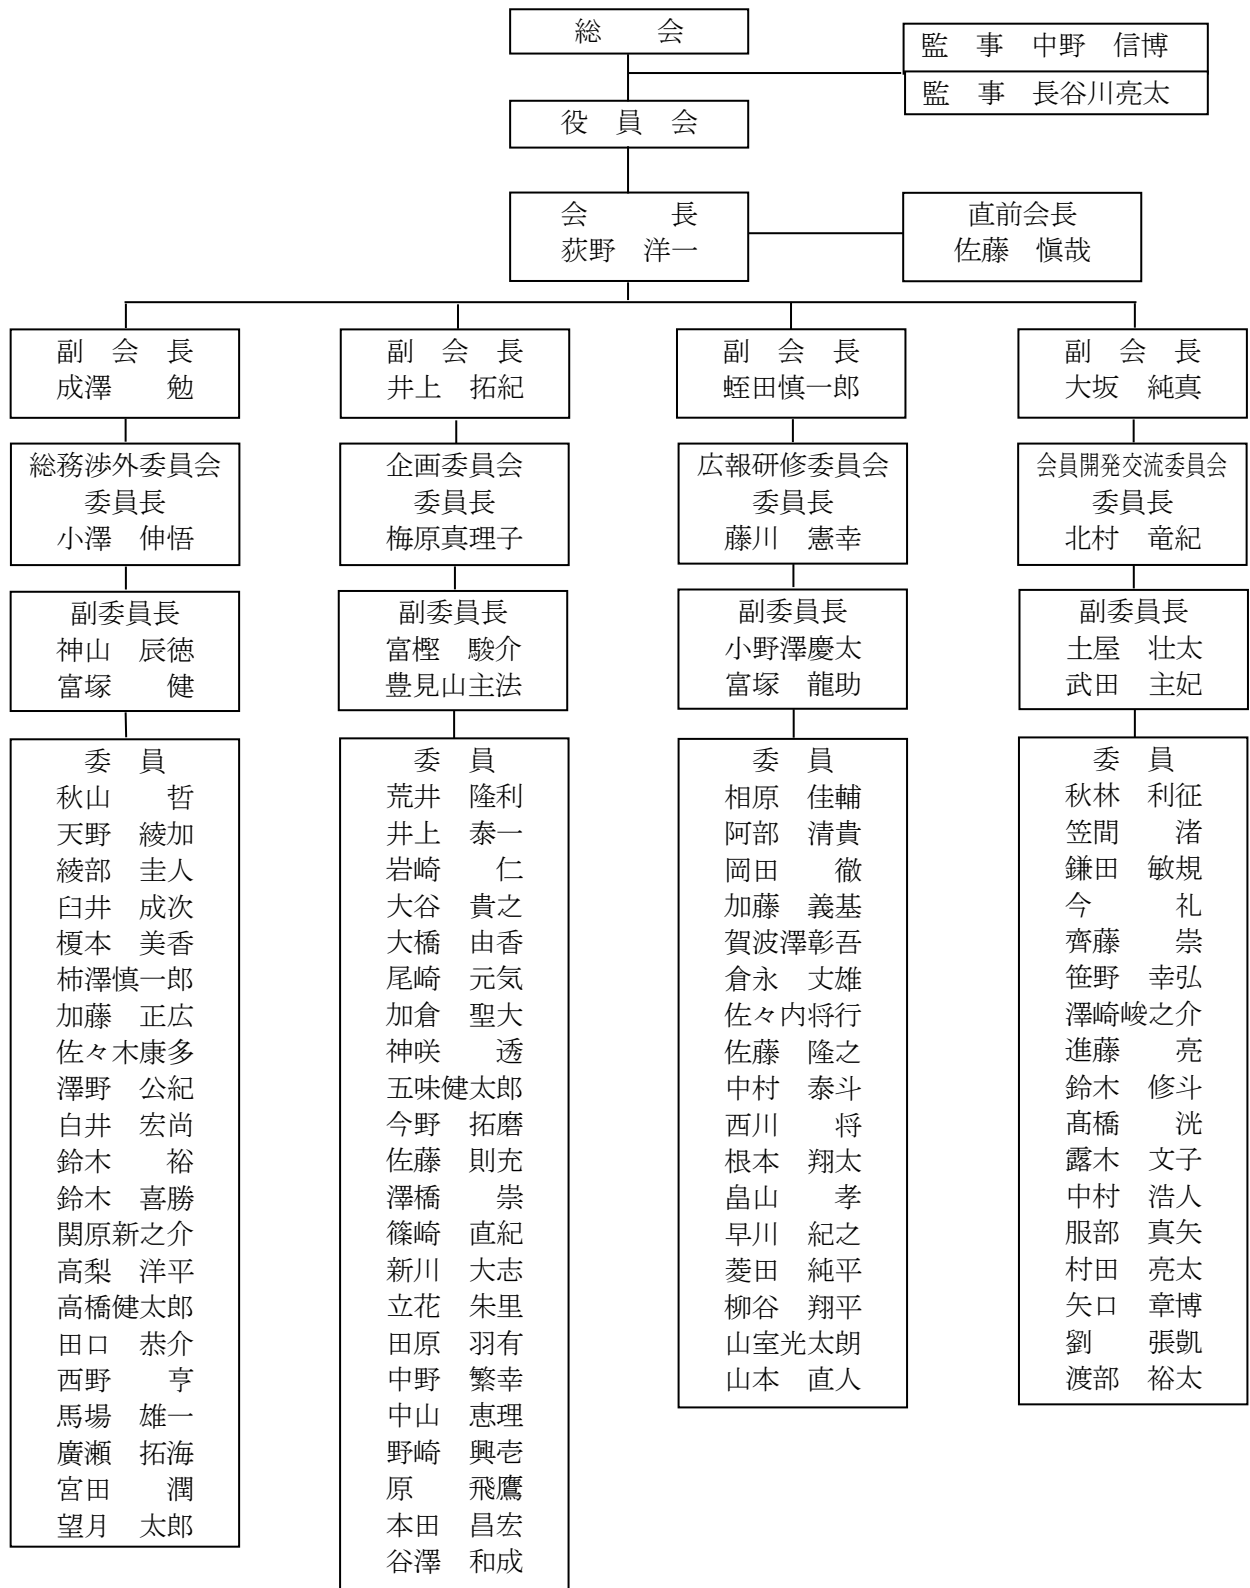 総　　会
監　事　中野　信博
監　事　長谷川亮太
役　員　会
会　　　長
荻野　洋一
直前会長
佐藤　愼哉
副　会　長
成澤　　勉
総務渉外委員会
委員長
小澤　伸悟
副委員長
神山　辰徳
富塚　　健
委　員
秋山　　哲
天野　綾加
綾部　圭人
臼井　成次
榎本　美香
柿澤慎一郎
加藤　正広
佐々木康多
澤野　公紀
白井　宏尚
鈴木　　裕
鈴木　喜勝
関原新之介
高梨　洋平
高橋健太郎
田口　恭介
西野　　亨
馬場　雄一
廣瀬　拓海
宮田　　潤
望月　太郎
副　会　長
井上　拓紀
企画委員会
委員長
梅原真理子
副委員長
富樫　駿介
豊見山主法
委　員
荒井　隆利
井上　泰一
岩崎　　仁
大谷　貴之
大橋　由香
尾崎　元気
加倉　聖大
神咲　　透
五味健太郎
今野　拓磨
佐藤　則充
澤橋　　崇
篠崎　直紀
新川　大志
立花　朱里
田原　羽有
中野　繁幸
中山　恵理
野崎　興壱
原　　飛鷹
本田　昌宏
谷澤　和成
副　会　長
蛭田慎一郎
広報研修委員会
委員長
藤川　憲幸
副委員長
小野澤慶太
富塚　龍助
委　員
相原　佳輔
阿部　清貴
岡田　　徹
加藤　義基
賀波澤彰吾
倉永　丈雄
佐々内将行
佐藤　隆之
中村　泰斗
西川　　将
根本　翔太
畠山　　孝
早川　紀之
菱田　純平
柳谷　翔平
山室光太朗
山本　直人
副　会　長
大坂　純真
会員開発交流委員会
委員長
北村　竜紀
副委員長
土屋　壮太
武田　主妃
委　員
秋林　利征
笠間　　渚
鎌田　敏規
今　　　礼
齊藤　　崇
笹野　幸弘
澤崎峻之介
進藤　　亮
鈴木　修斗
髙橋　　洸
露木　文子
中村　浩人
服部　真矢
村田　亮太
矢口　章博
劉　　張凱
渡部　裕太